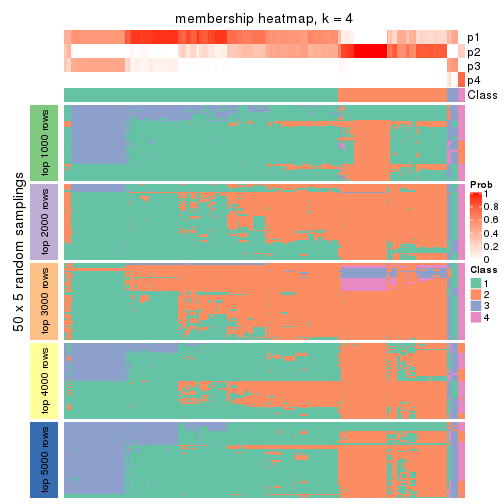 membership heatmap, k = 4
p1
p2
p3
p4
Class
50 x 5 random samplings
top 1000 rows
top 2000 rows
top 3000 rows
top 4000 rows
top 5000 rows
Prob
1
0.8
0.6
0.4
0.2
0
Class
1
2
3
4